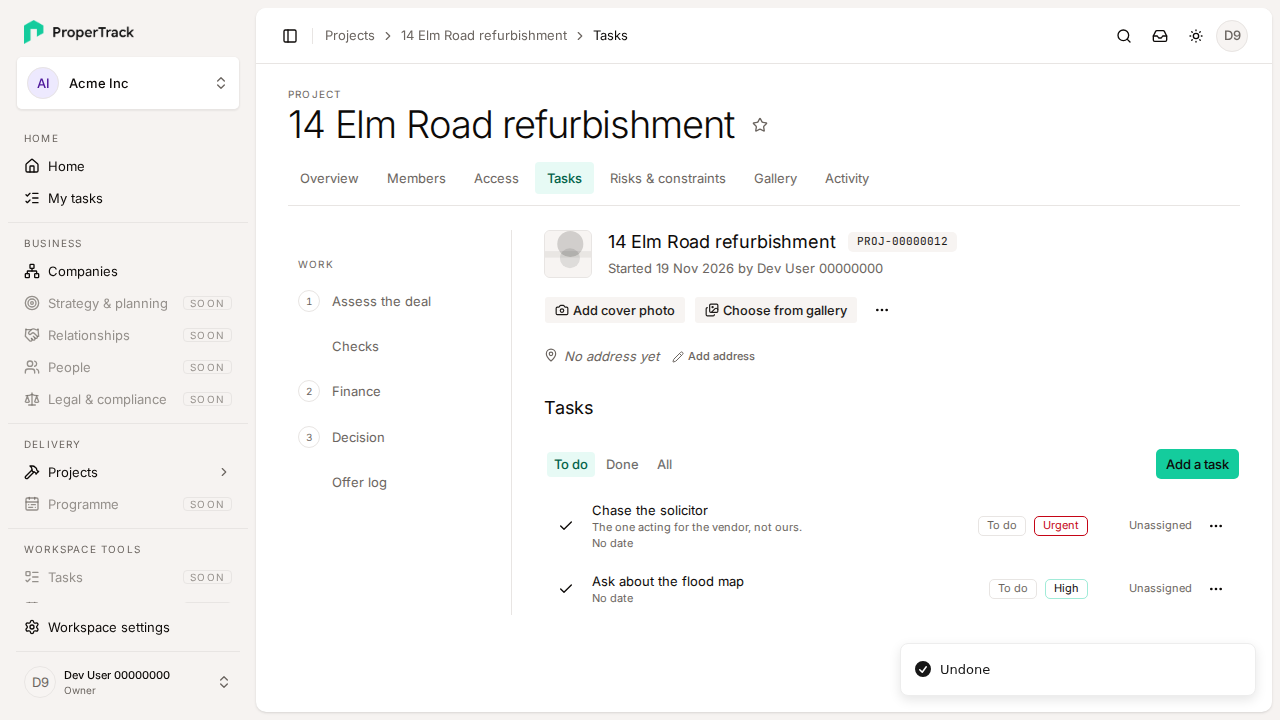 ProperTrack
Projects
14 Elm Road refurbishment
Tasks
D9
AI
Acme Inc
HOME
Home
My tasks
BUSINESS
Companies
Strategy & planning SOON
Relationships SOON
People SOON
Legal & compliance SOON
DELIVERY
Projects
Programme SOON
WORKSPACE TOOLS
Tasks SOON
Workspace settings
D9
Dev User 00000000
Owner
PROJECT
14 Elm Road refurbishment
Overview Members Access Tasks Risks & constraints Gallery Activity
WORK
1 Assess the deal
Checks
2 Finance
3 Decision
Offer log
14 Elm Road refurbishment PROJ-00000012
Started 19 Nov 2026 by Dev User 00000000
Add cover photo Choose from gallery
No address yet Add address
Tasks
To do Done All Add a task
Chase the solicitor
The one acting for the vendor, not ours.
No date
To do Urgent Unassigned
Ask about the flood map
No date
To do High Unassigned
Undone